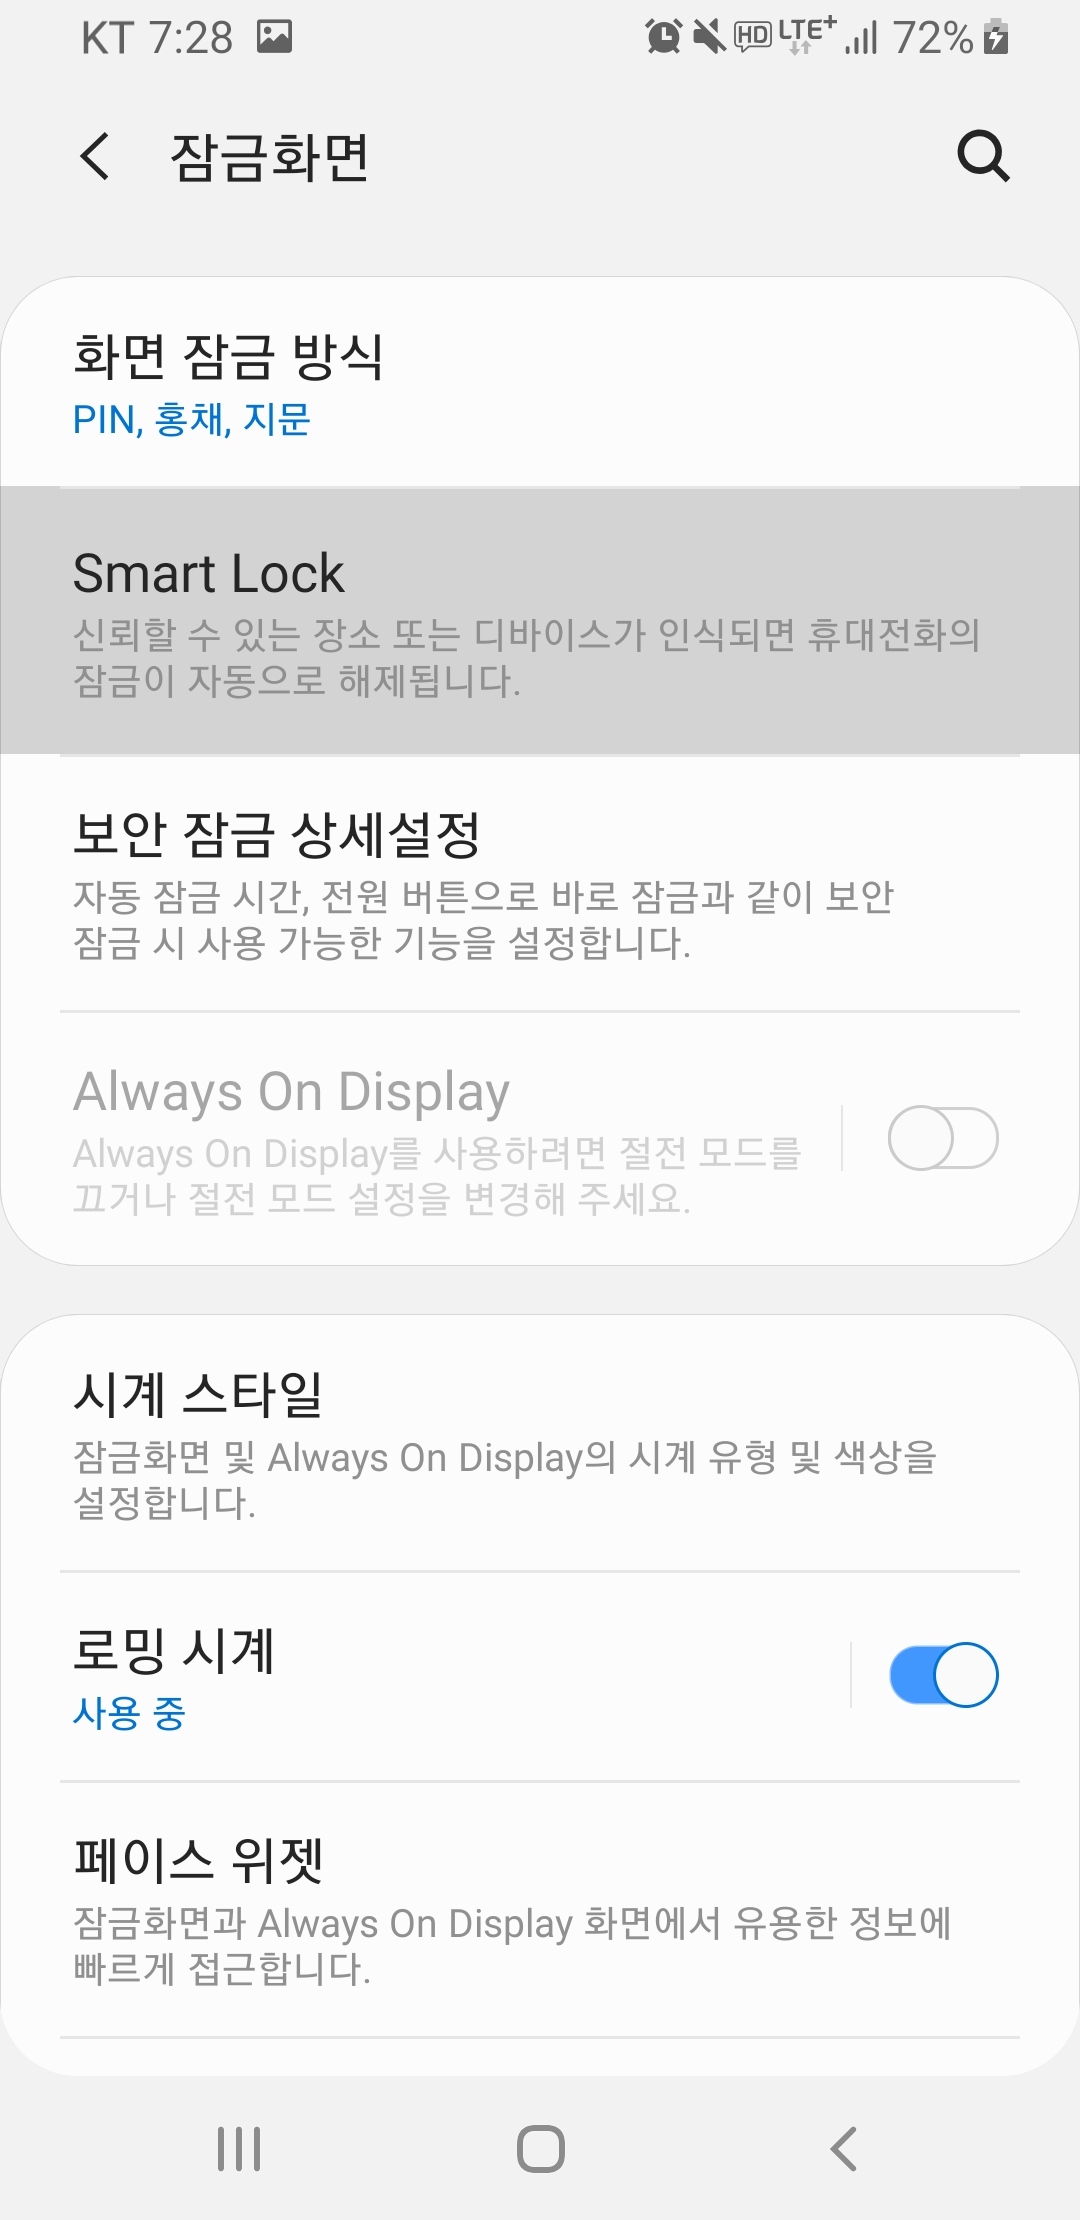 KT 7:28
HD LTE+ 72%
잠금화면
화면 잠금 방식
PIN, 홍채, 지문
Smart Lock
신뢰할 수 있는 장소 또는 디바이스가 인식되면 휴대전화의
잠금이 자동으로 해제됩니다.
보안 잠금 상세설정
자동 잠금 시간, 전원 버튼으로 바로 잠금과 같이 보안
잠금 시 사용 가능한 기능을 설정합니다.
Always On Display
Always On Display를 사용하려면 절전 모드를
끄거나 절전 모드 설정을 변경해 주세요.
시계 스타일
잠금화면 및 Always On Display의 시계 유형 및 색상을
설정합니다.
로밍 시계
사용 중
페이스 위젯
잠금화면과 Always On Display 화면에서 유용한 정보에
빠르게 접근합니다.